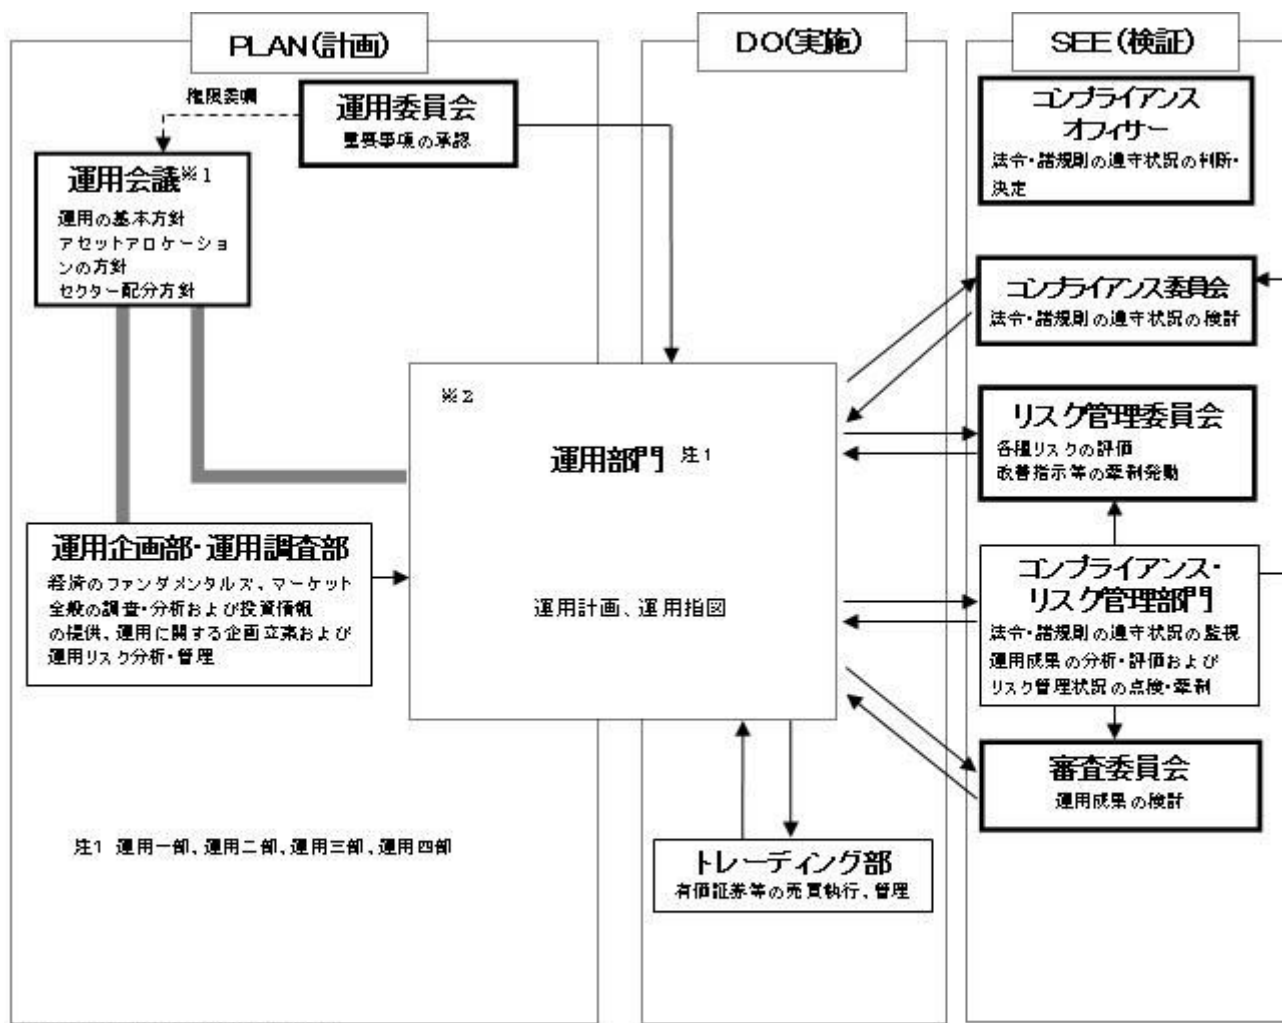 PLAN(計画)
権限委嘱
運用委員会
重要事項の承認
運用会議※1
運用の基本方針
アセットアロケーショ
ンの方針
セクター配分方針
運用企画部・運用調査部
経済のファンダメンタルズ、マーケット
全般の調査・分析および投資情報
の提供、運用に関する企画立案および
運用リスク分析・管理
注1 運用一部、運用二部、運用三部、運用四部
DO(実施)
※2
運用部門 注1
運用計画、運用指図
トレーディング部
有価証券等の売買執行、管理
SEE(検証)
コンプライアンス
オフィサー
法令・諸規則の遵守状況の判断・
決定
コンプライアンス委員会
法令・諸規則の遵守状況の検討
リスク管理委員会
各種リスクの評価
改善指示等の牽制発動
コンプライアンス・
リスク管理部門
法令・諸規則の遵守状況の監視
運用成果の分析・評価および
リスク管理状況の点検・牽制
審査委員会
運用成果の検討